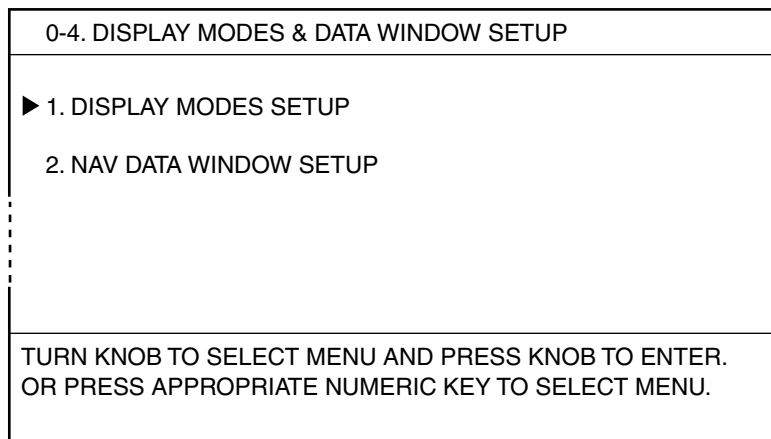 0-4. DISPLAY MODES & DATA WINDOW SETUP
▶ 1. DISPLAY MODES SETUP
2. NAV DATA WINDOW SETUP
TURN KNOB TO SELECT MENU AND PRESS KNOB TO ENTER.
OR PRESS APPROPRIATE NUMERIC KEY TO SELECT MENU.